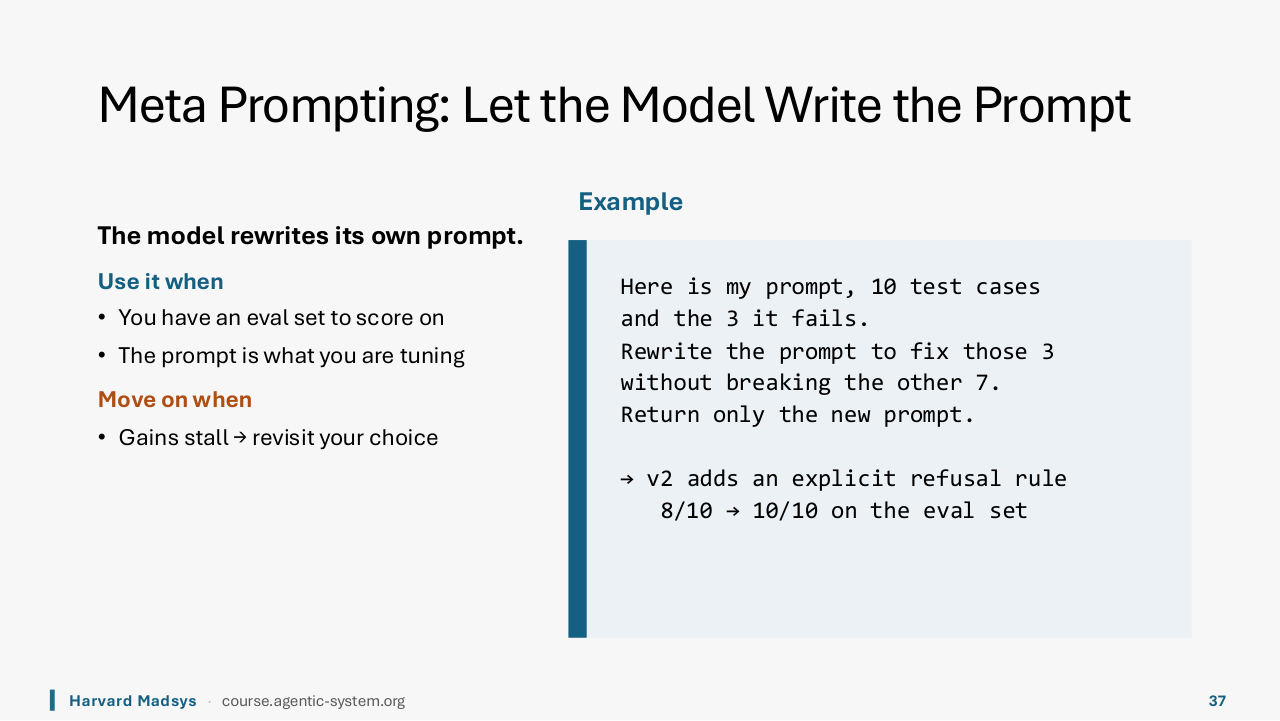 Meta Prompting: Let the Model Write the Prompt
The model rewrites its own prompt.
Use it when
• You have an eval set to score on
• The prompt is what you are tuning
Move on when
• Gains stall → revisit your choice
Example
Here is my prompt, 10 test cases
and the 3 it fails.
Rewrite the prompt to fix those 3
without breaking the other 7.
Return only the new prompt.
→ v2 adds an explicit refusal rule
8/10 → 10/10 on the eval set
Harvard Madsys · course.agentic-system.org
37